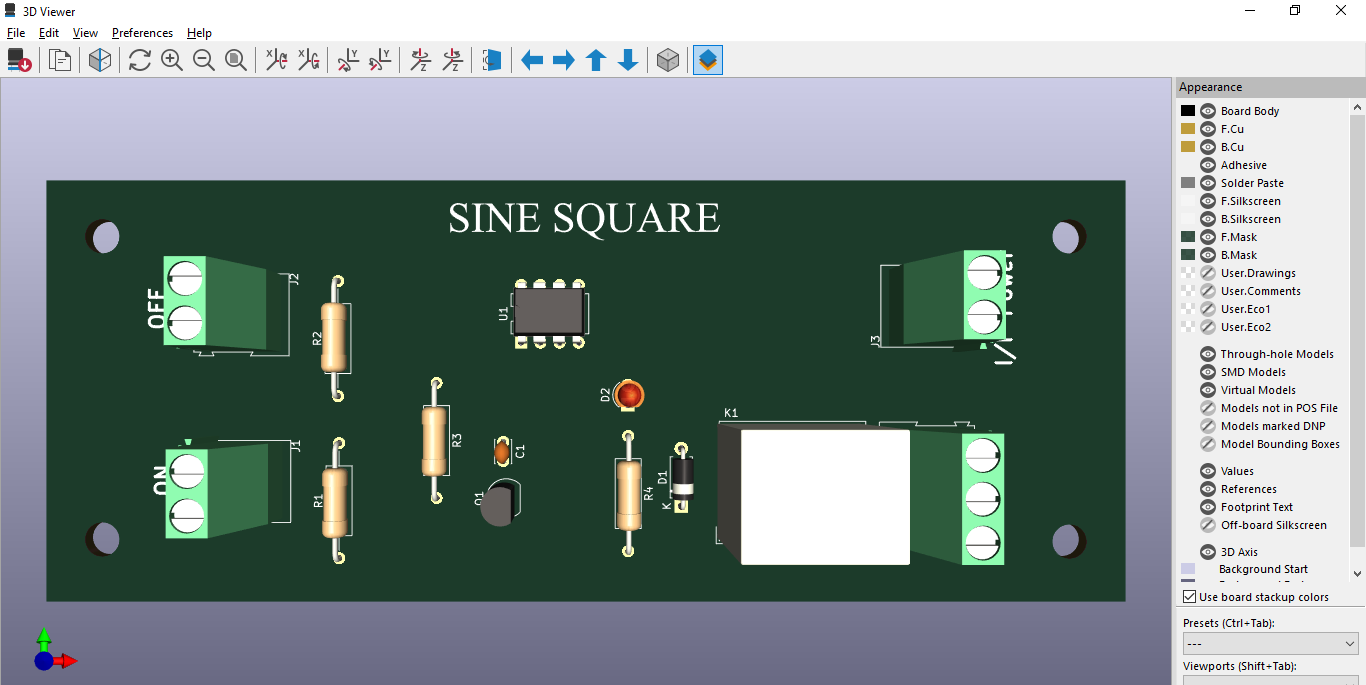 3D Viewer
File Edit View Preferences Help
Appearance
Board Body
F.Cu
B.Cu
Adhesive
Solder Paste
F.Silkscreen
B.Silkscreen
F.Mask
B.Mask
User.Drawings
User.Comments
User.Eco1
User.Eco2
Through-hole Models
SMD Models
Virtual Models
Models not in POS File
Models marked DNP
Model Bounding Boxes
Values
References
Footprint Text
Off-board Silkscreen
3D Axis
Background Start
Use board stackup colors
Presets (Ctrl+Tab):
---
Viewports (Shift+Tab):
SINE SQUARE
OFF
J2
R2
U1
J3
ON
J1
R1
R3
C1
Q1
D2
R4
D1
K
K1
X
X
Y
Y
Z
Z